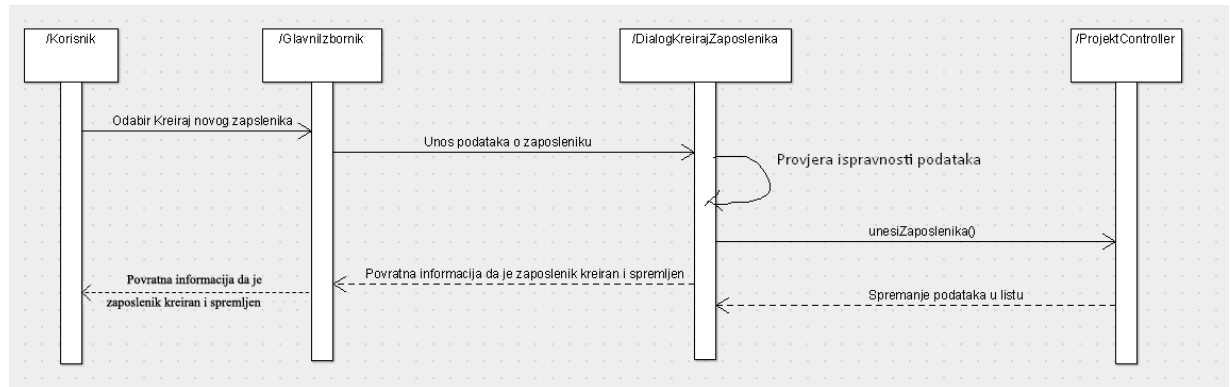 /Korisnik
/GlavniIzbornik
/DialogKreirajZaposlenika
/ProjektController
Odabir Kreiraj novog zapslenika
Unos podataka o zaposleniku
Provjera ispravnosti podataka
unesiZaposlenika()
Povratna informacija da je
zaposlenik kreiran i spremljen
Povratna informacija da je zaposlenik kreiran i spremljen
Spremanje podataka u listu